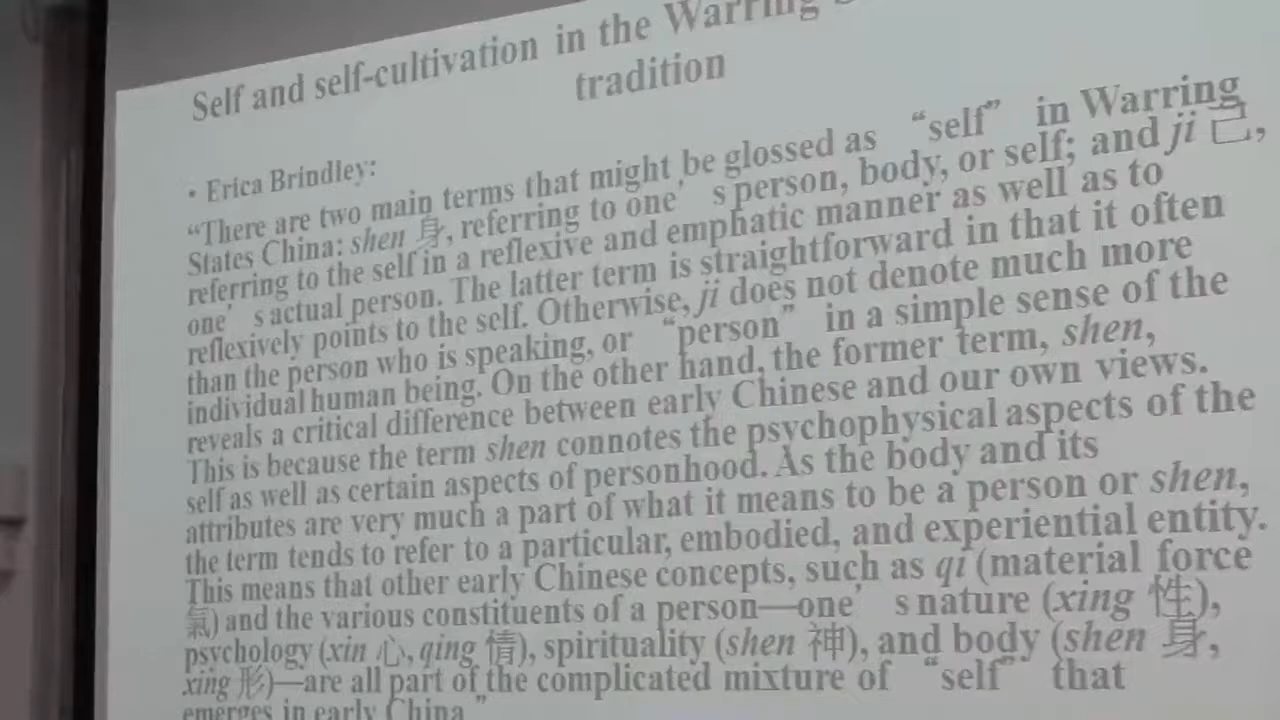 Self and self-cultivation in the Warring
tradition
• Erica Brindley:
“There are two main terms that might be glossed as “self” in Warring
States China: shen 身, referring to one’s person, body, or self; and ji 己,
referring to the self in a reflexive and emphatic manner as well as to
one’s actual person. The latter term is straightforward in that it often
reflexively points to the self. Otherwise, ji does not denote much more
than the person who is speaking, or “person” in a simple sense of the
individual human being. On the other hand, the former term, shen,
reveals a critical difference between early Chinese and our own views.
This is because the term shen connotes the psychophysical aspects of the
self as well as certain aspects of personhood. As the body and its
attributes are very much a part of what it means to be a person or shen,
the term tends to refer to a particular, embodied, and experiential entity.
This means that other early Chinese concepts, such as qi (material force
氣) and the various constituents of a person—one’s nature (xing 性),
psychology (xin 心, qing 情), spirituality (shen 神), and body (shen 身,
xing 形)—are all part of the complicated mixture of “self” that
emerges in early China.”